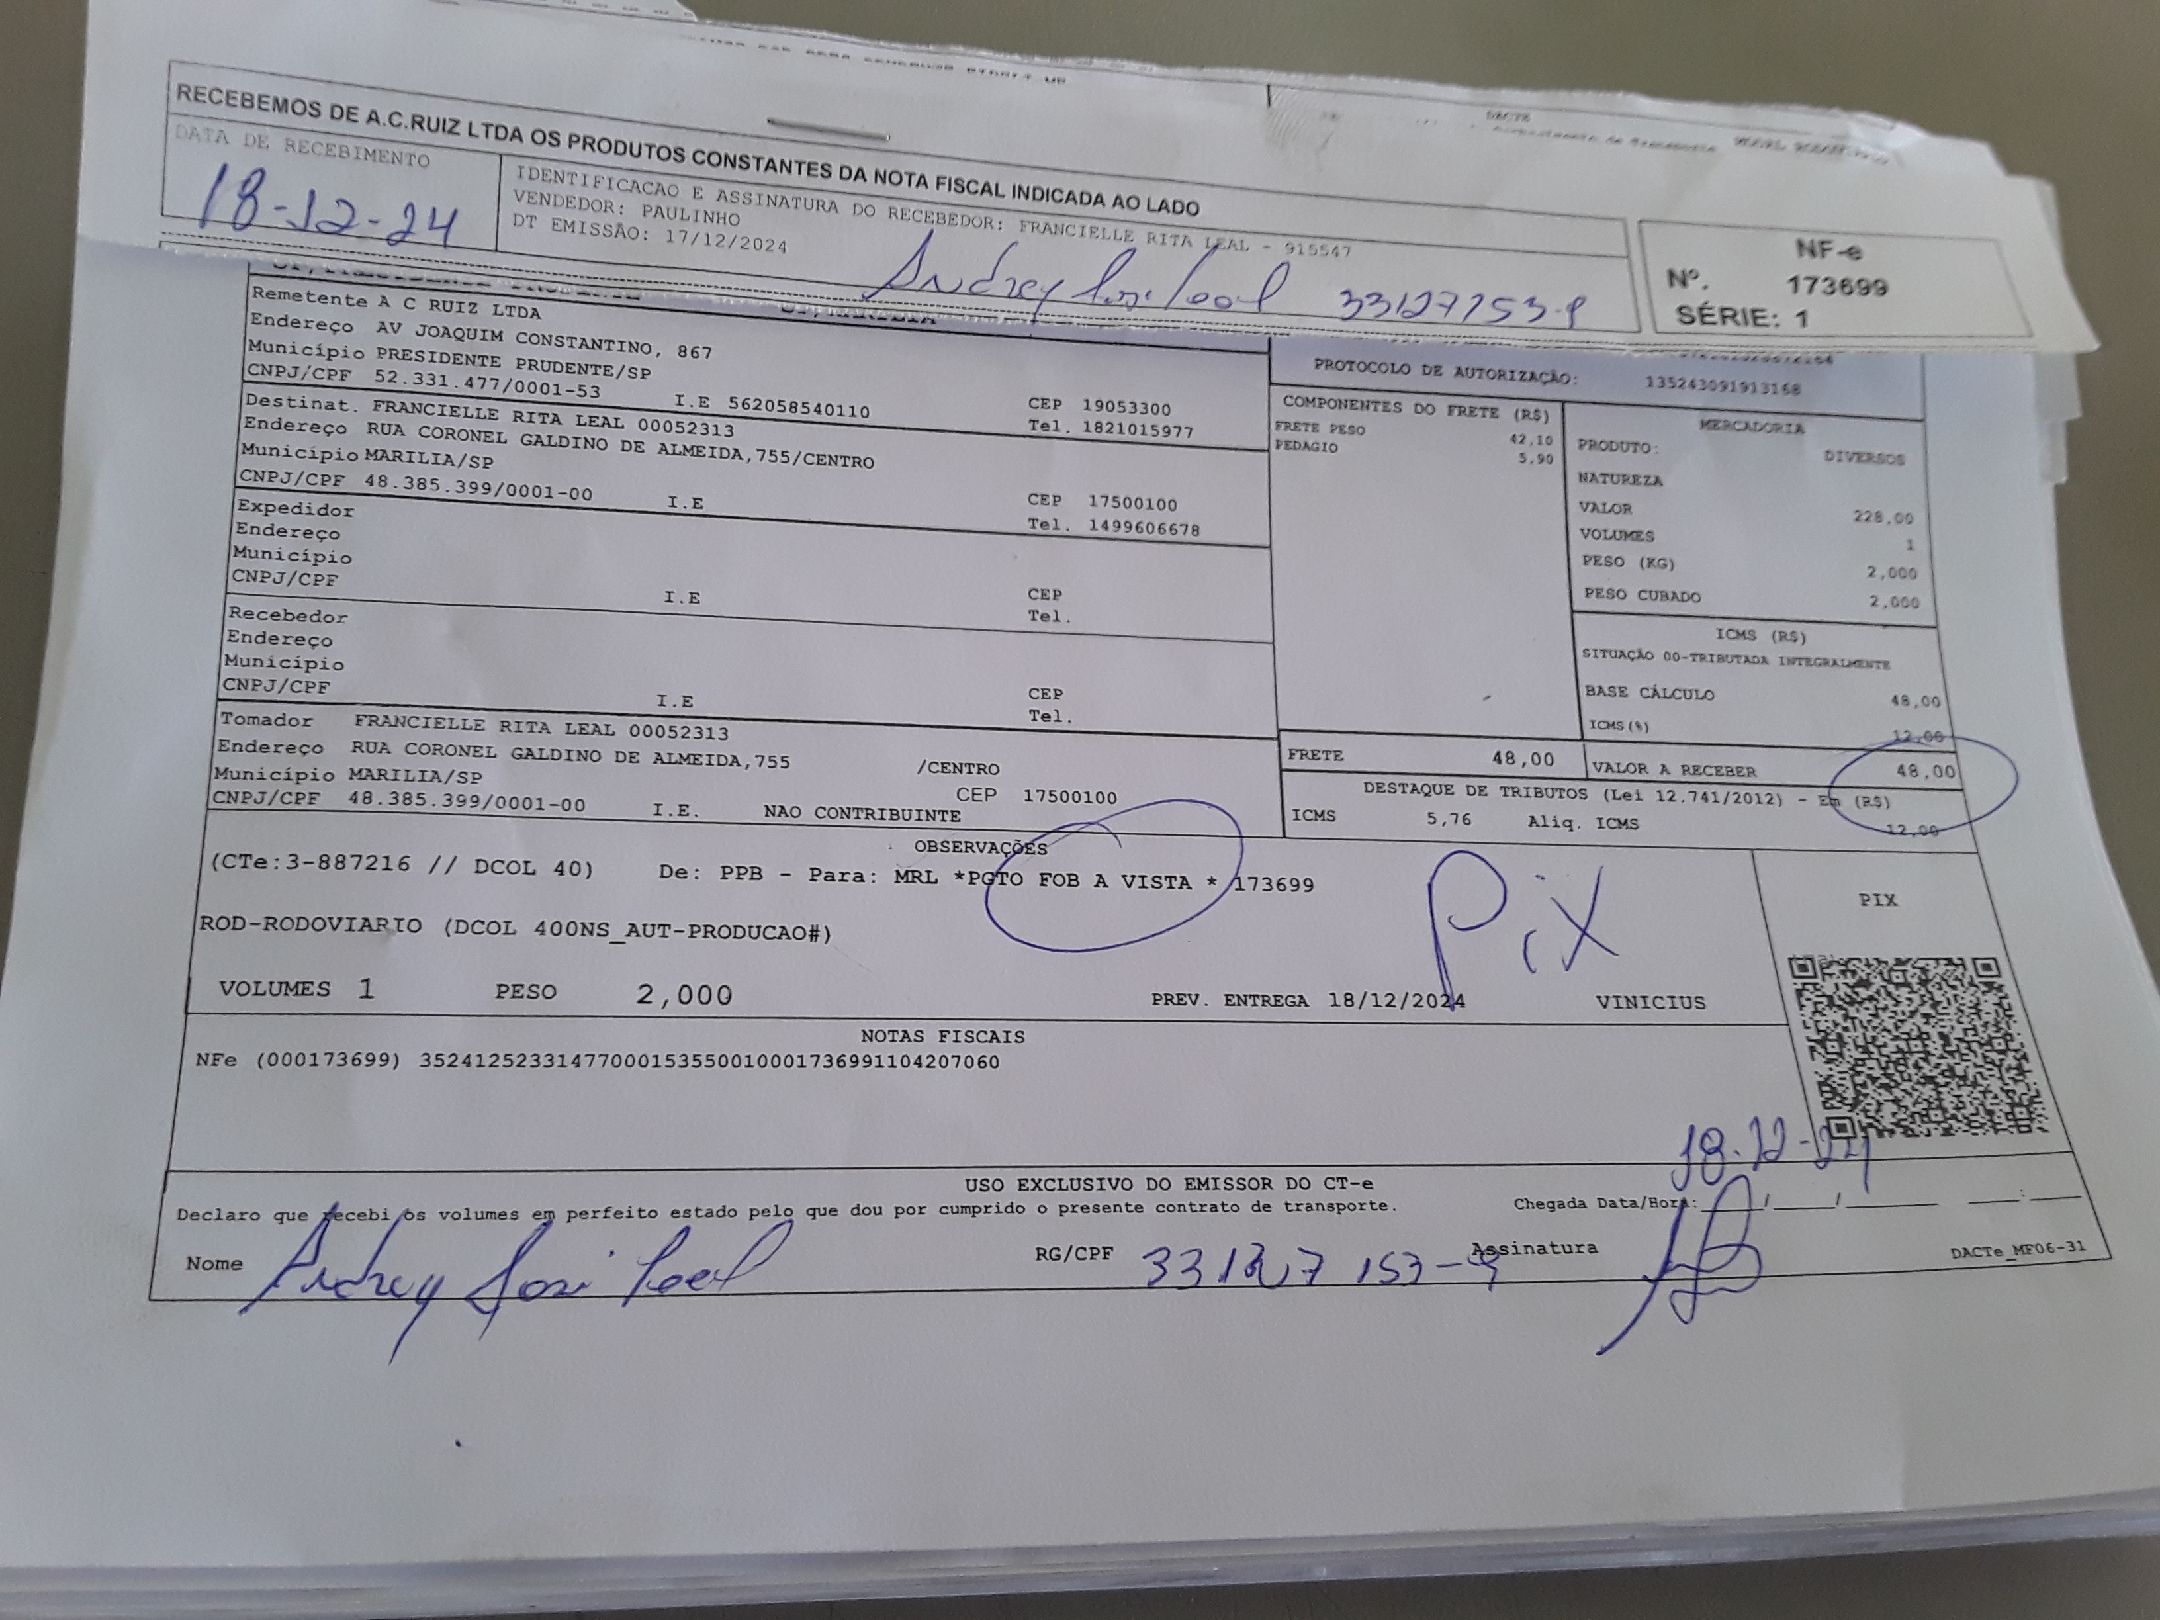 RECEBEMOS DE A.C.RUIZ LTDA OS PRODUTOS CONSTANTES DA NOTA FISCAL INDICADA AO LADO
DATA DE RECEBIMENTO
18-12-24
IDENTIFICACAO E ASSINATURA DO RECEBEDOR: FRANCIELLE RITA LEAL - 915547
VENDEDOR: PAULINHO
DT EMISSÃO: 17/12/2024
NF-e
Nº. 173699
SÉRIE: 1
Remetente A C RUIZ LTDA
Endereço AV JOAQUIM CONSTANTINO, 867
Município PRESIDENTE PRUDENTE/SP
CNPJ/CPF 52.331.477/0001-53 I.E 562058540110
CEP 19053300
Tel. 1821015977
Destinat. FRANCIELLE RITA LEAL 00052313
Endereço RUA CORONEL GALDINO DE ALMEIDA,755/CENTRO
Município MARILIA/SP
CNPJ/CPF 48.385.399/0001-00 I.E
CEP 17500100
Tel. 1499606678
Expedidor
Endereço
Município
CNPJ/CPF I.E
CEP
Tel.
Recebedor
Endereço
Município
CNPJ/CPF I.E
CEP
Tel.
Tomador FRANCIELLE RITA LEAL 00052313
Endereço RUA CORONEL GALDINO DE ALMEIDA,755 /CENTRO
Município MARILIA/SP CEP 17500100
CNPJ/CPF 48.385.399/0001-00 I.E. NAO CONTRIBUINTE
PROTOCOLO DE AUTORIZAÇÃO: 135243091913168
COMPONENTES DO FRETE (R$)
FRETE PESO 42,10
PEDAGIO 5,90
MERCADORIA
PRODUTO: DIVERSOS
NATUREZA
VALOR 228,00
VOLUMES 1
PESO (KG) 2,000
PESO CUBADO 2,000
ICMS (R$)
SITUAÇÃO 00-TRIBUTADA INTEGRALMENTE
BASE CÁLCULO 48,00
ICMS(%) 12,00
FRETE 48,00
VALOR A RECEBER 48,00
DESTAQUE DE TRIBUTOS (Lei 12.741/2012) - Em (R$)
ICMS 5,76 Aliq. ICMS 12,00
OBSERVAÇÕES
(CTe:3-887216 // DCOL 40) De: PPB - Para: MRL *PGTO FOB A VISTA * 173699
ROD-RODOVIARIO (DCOL 400NS_AUT-PRODUCAO#)
Pix
PIX
VOLUMES 1 PESO 2,000 PREV. ENTREGA 18/12/2024 VINICIUS
NOTAS FISCAIS
NFe (000173699) 35241252331477000153550010001736991104207060
18-12-24
USO EXCLUSIVO DO EMISSOR DO CT-e
Declaro que recebi os volumes em perfeito estado pelo que dou por cumprido o presente contrato de transporte.
Chegada Data/Hora: __/__/____ __:__
Nome Andrey
RG/CPF 33127153-9
Assinatura
DACTe_MF06-31